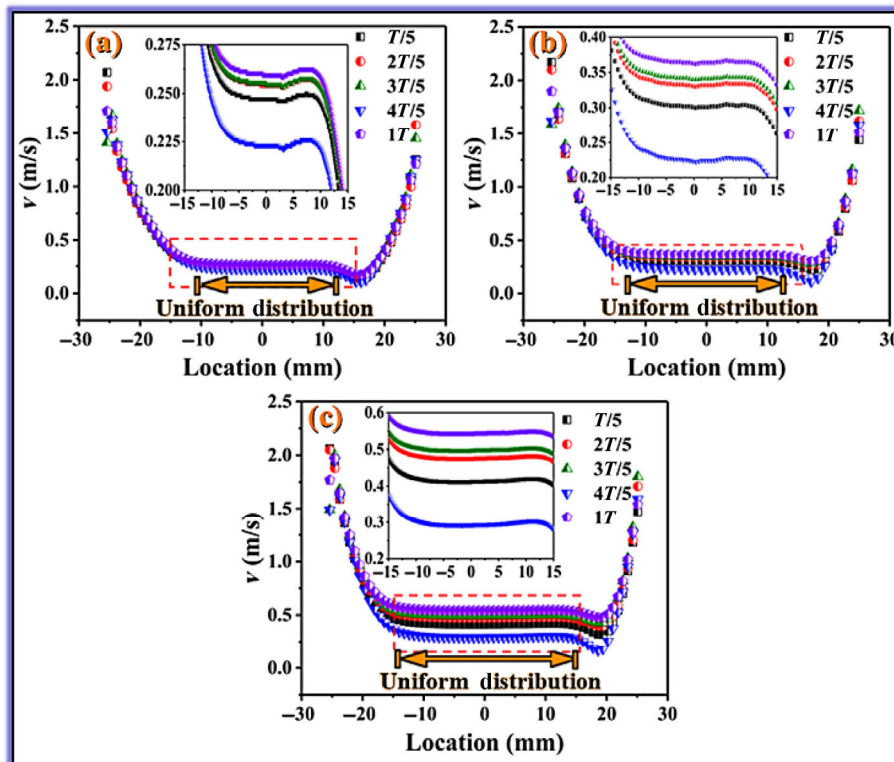 (a)
v (m/s)
2.5
2.0
1.5
1.0
0.5
0.0
0.275
0.250
0.225
0.200
−15 −10 −5 0 5 10 15
T/5
2T/5
3T/5
4T/5
1T
Uniform distribution
−30 −20 −10 0 10 20 30
Location (mm)
(b)
v (m/s)
2.5
2.0
1.5
1.0
0.5
0.0
0.40
0.35
0.30
0.25
0.20
−15 −10 −5 0 5 10 15
T/5
2T/5
3T/5
4T/5
1T
Uniform distribution
−30 −20 −10 0 10 20 30
Location (mm)
(c)
v (m/s)
2.5
2.0
1.5
1.0
0.5
0.0
0.6
0.5
0.4
0.3
0.2
−15 −10 −5 0 5 10 15
T/5
2T/5
3T/5
4T/5
1T
Uniform distribution
−30 −20 −10 0 10 20 30
Location (mm)